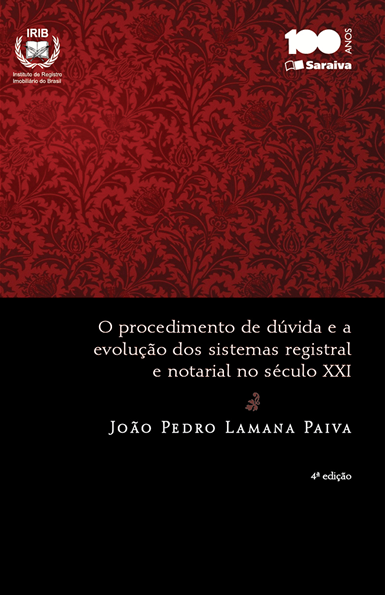 IRIB
Instituto de Registro
Imobiliário do Brasil
100 ANOS
Saraiva
O procedimento de dúvida e a
evolução dos sistemas registral
e notarial no século XXI
João Pedro Lamana Paiva
4ª edição